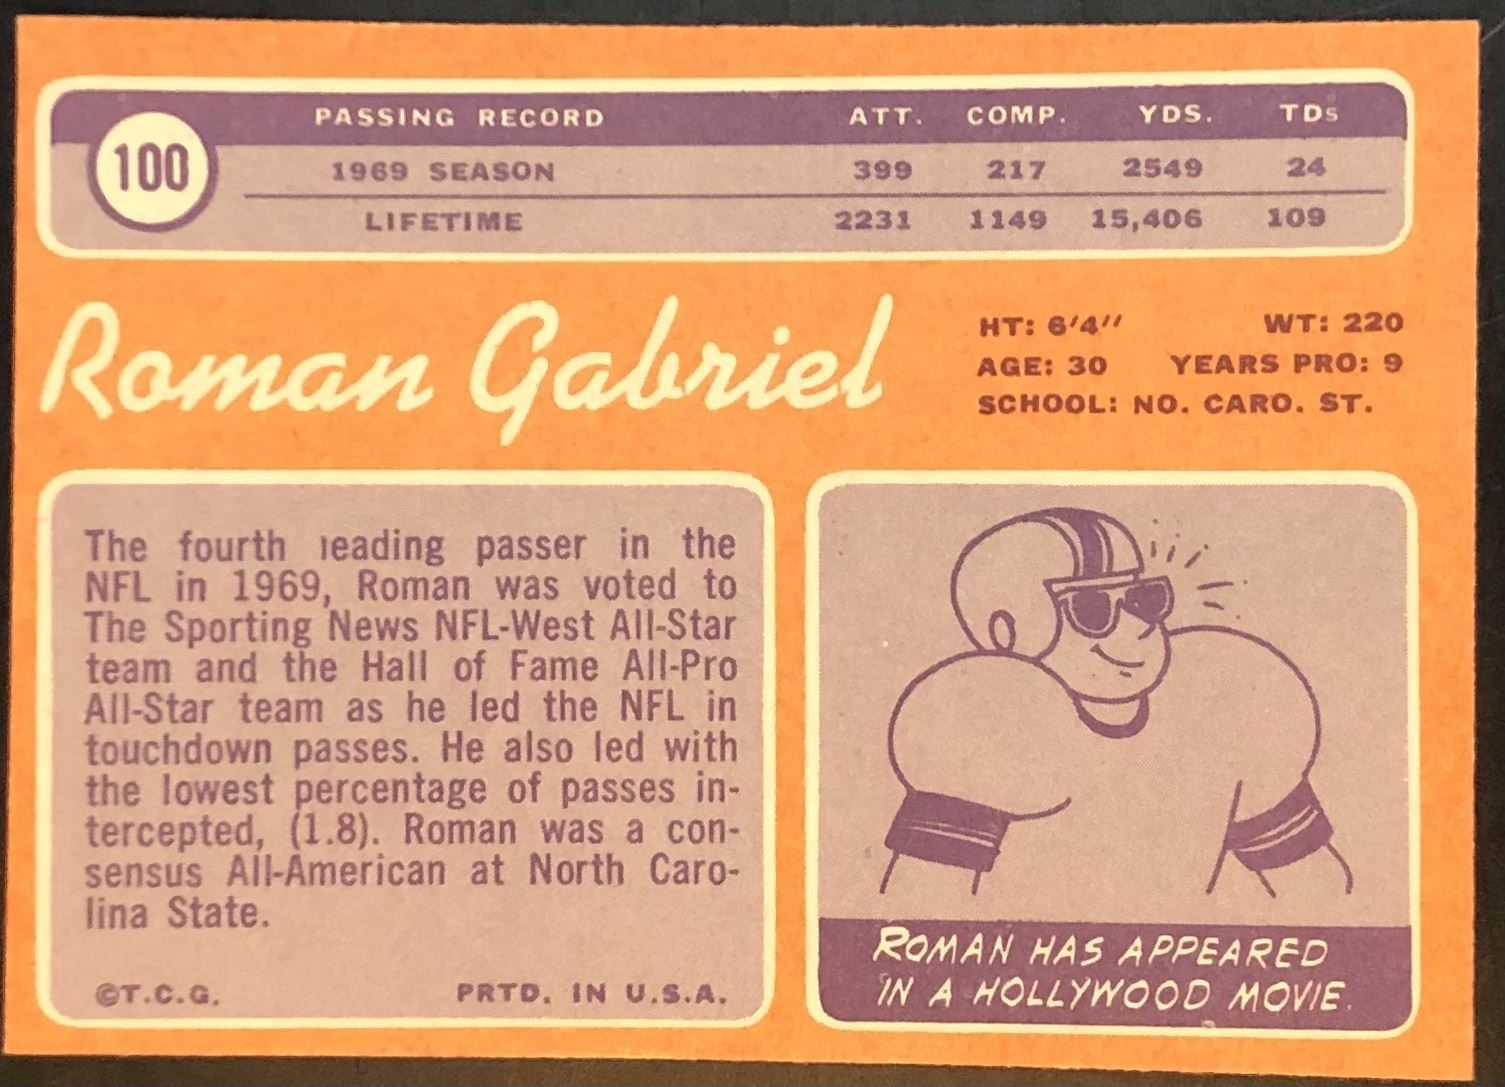 100
PASSING RECORD ATT. COMP. YDS. TDs
1969 SEASON 399 217 2549 24
LIFETIME 2231 1149 15,406 109
Roman Gabriel
HT: 6'4" WT: 220
AGE: 30 YEARS PRO: 9
SCHOOL: NO. CARO. ST.
The fourth leading passer in the
NFL in 1969, Roman was voted to
The Sporting News NFL-West All-Star
team and the Hall of Fame All-Pro
All-Star team as he led the NFL in
touchdown passes. He also led with
the lowest percentage of passes in-
tercepted, (1.8). Roman was a con-
sensus All-American at North Caro-
lina State.
©T.C.G. PRTD. IN U.S.A.
ROMAN HAS APPEARED
IN A HOLLYWOOD MOVIE.